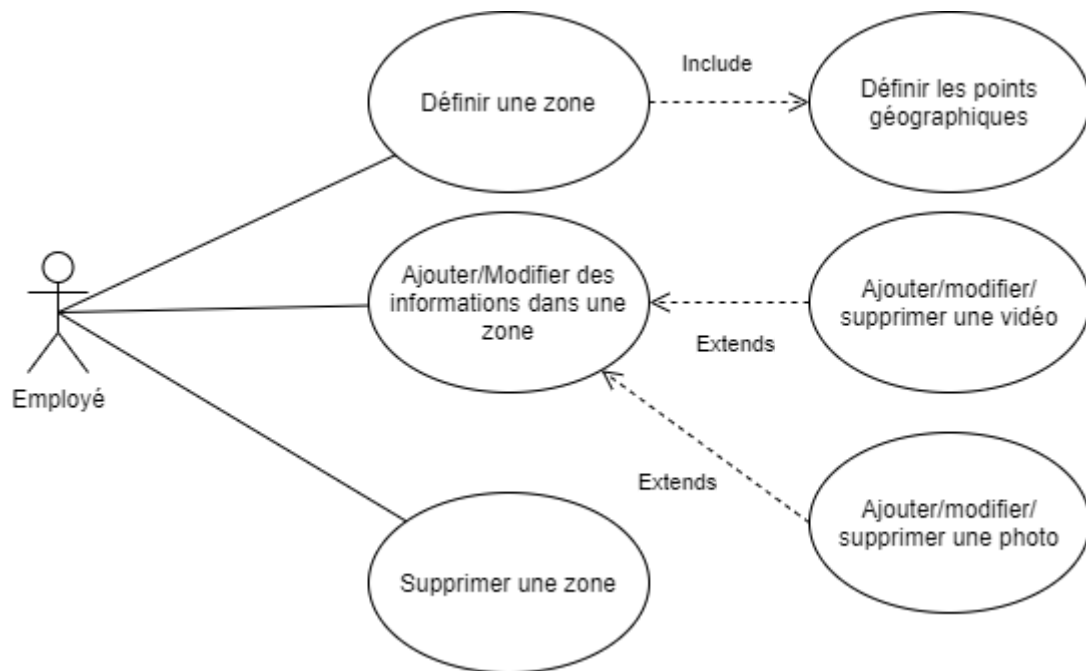 Définir une zone
Include
Définir les points
géographiques
Ajouter/Modifier des
informations dans une
zone
Extends
Ajouter/modifier/
supprimer une vidéo
Employé
Extends
Ajouter/modifier/
supprimer une photo
Supprimer une zone